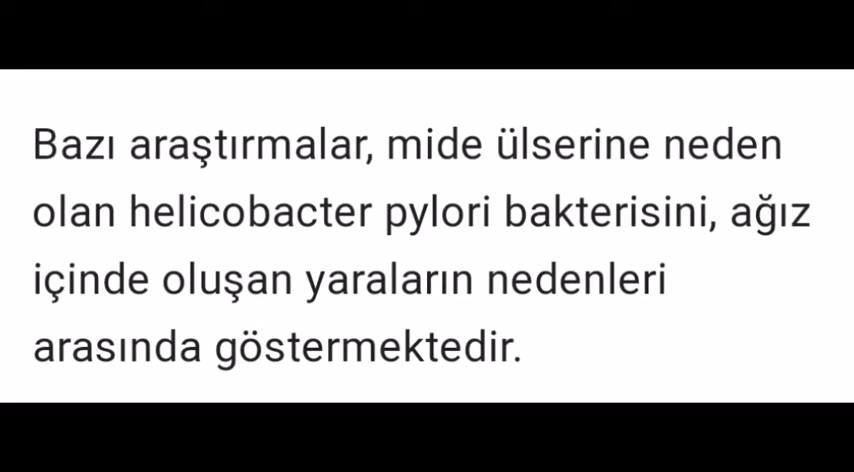 Bazı araştırmalar, mide ülserine neden
olan helicobacter pylori bakterisini, ağız
içinde oluşan yaraların nedenleri
arasında göstermektedir.